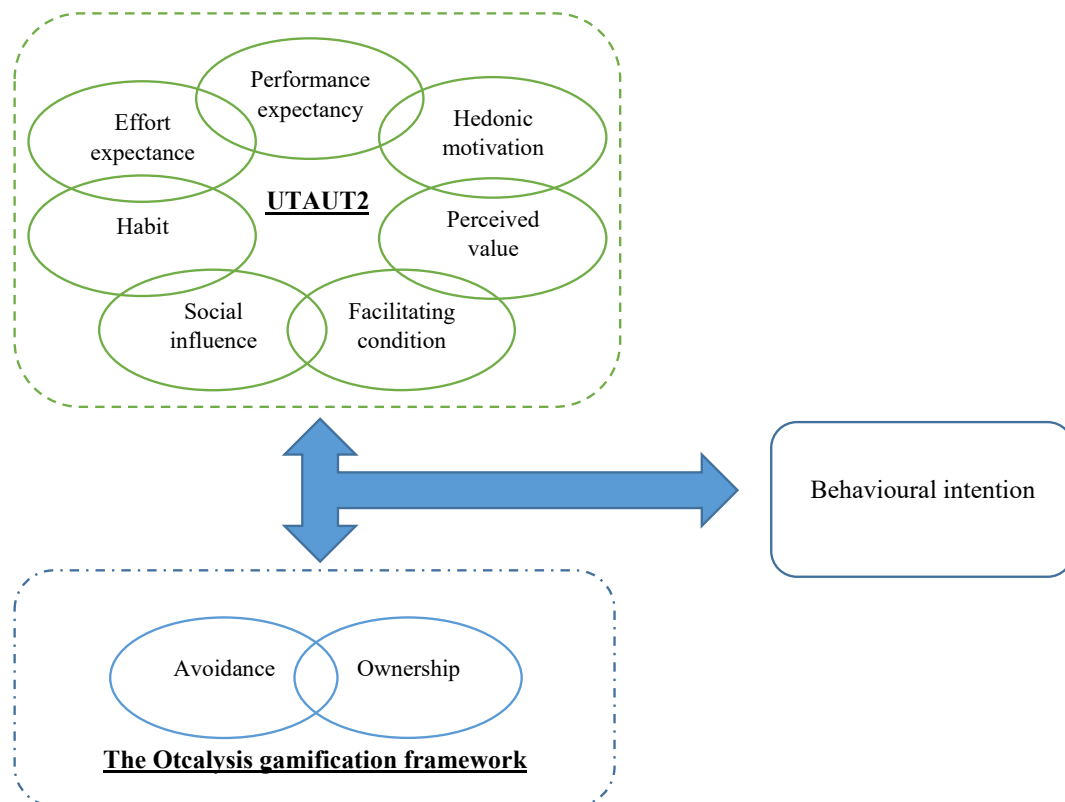 Performance
expectancy
Effort
expectance
Hedonic
motivation
UTAUT2
Habit
Perceived
value
Social
influence
Facilitating
condition
Behavioural intention
Avoidance
Ownership
The Otcalysis gamification framework